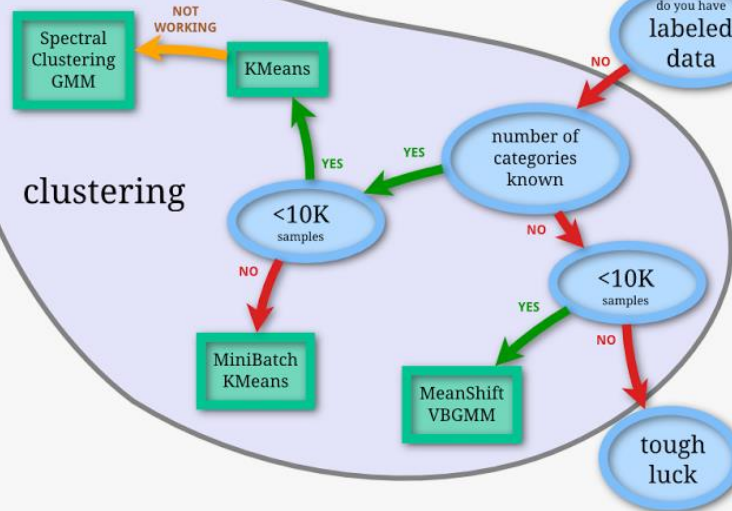 do you have
labeled
data
NOT
WORKING
Spectral
Clustering
GMM
KMeans
NO
number of
categories
known
YES
YES
clustering
<10K
samples
NO
NO
<10K
samples
YES
NO
MiniBatch
KMeans
MeanShift
VBGMM
tough
luck